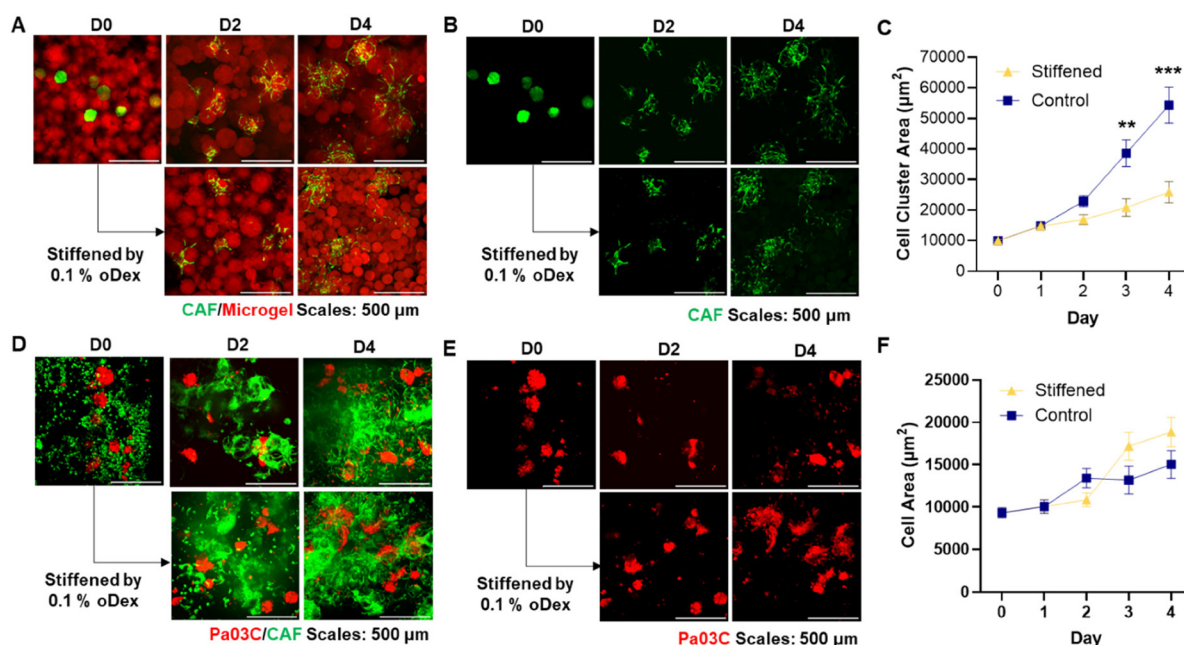 A
D0
D2
D4
Stiffened by
0.1 % oDex
CAF/Microgel Scales: 500 µm
B
D0
D2
D4
Stiffened by
0.1 % oDex
CAF Scales: 500 µm
C
Cell Cluster Area (µm²)
70000
60000
50000
40000
30000
20000
10000
0
Stiffened
Control
**
***
0 1 2 3 4
Day
D
D0
D2
D4
Stiffened by
0.1 % oDex
Pa03C/CAF Scales: 500 µm
E
D0
D2
D4
Stiffened by
0.1 % oDex
Pa03C Scales: 500 µm
F
Cell Area (µm²)
25000
20000
15000
10000
5000
0
Stiffened
Control
0 1 2 3 4
Day